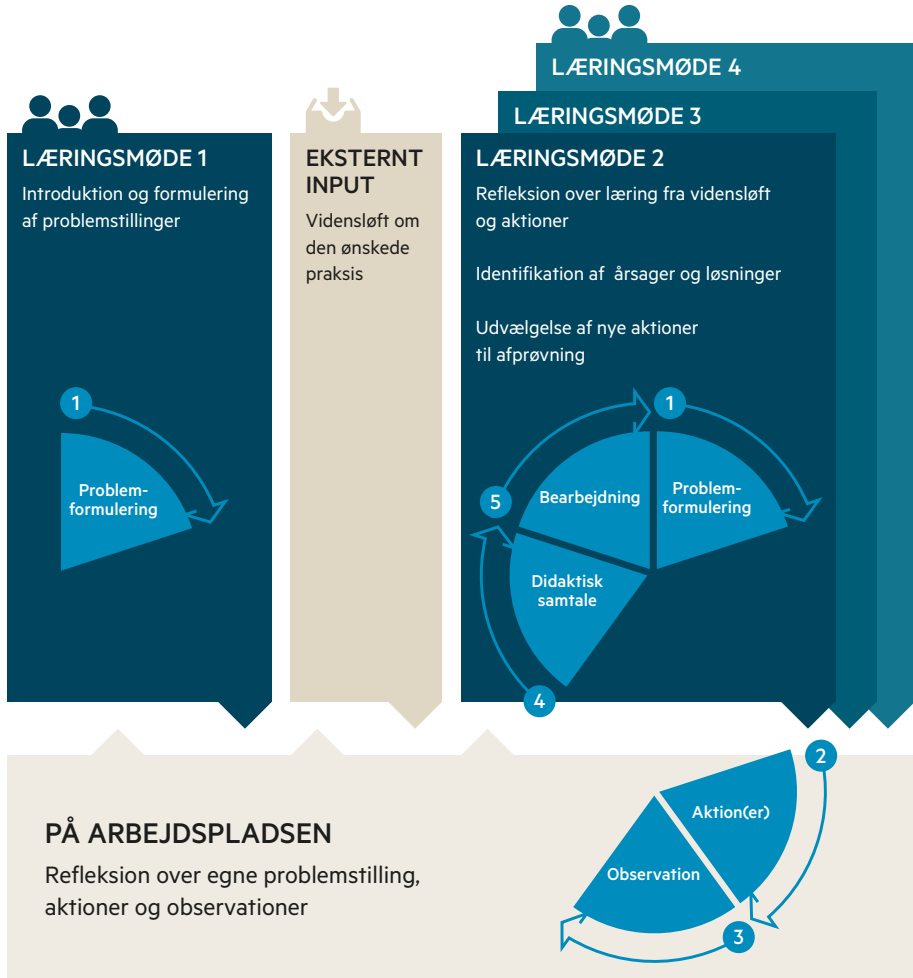 LÆRINGSMØDE 1
Introduktion og formulering
af problemstillinger
1
Problem-
formulering
EKSTERNT
INPUT
Vidensløft om
den ønskede
praksis
LÆRINGSMØDE 4
LÆRINGSMØDE 3
LÆRINGSMØDE 2
Refleksion over læring fra vidensløft
og aktioner
Identifikation af årsager og løsninger
Udvælgelse af nye aktioner
til afprøvning
1
Problem-
formulering
5
Bearbejdning
Didaktisk
samtale
4
PÅ ARBEJDSPLADSEN
Refleksion over egne problemstilling,
aktioner og observationer
2
Aktion(er)
Observation
3